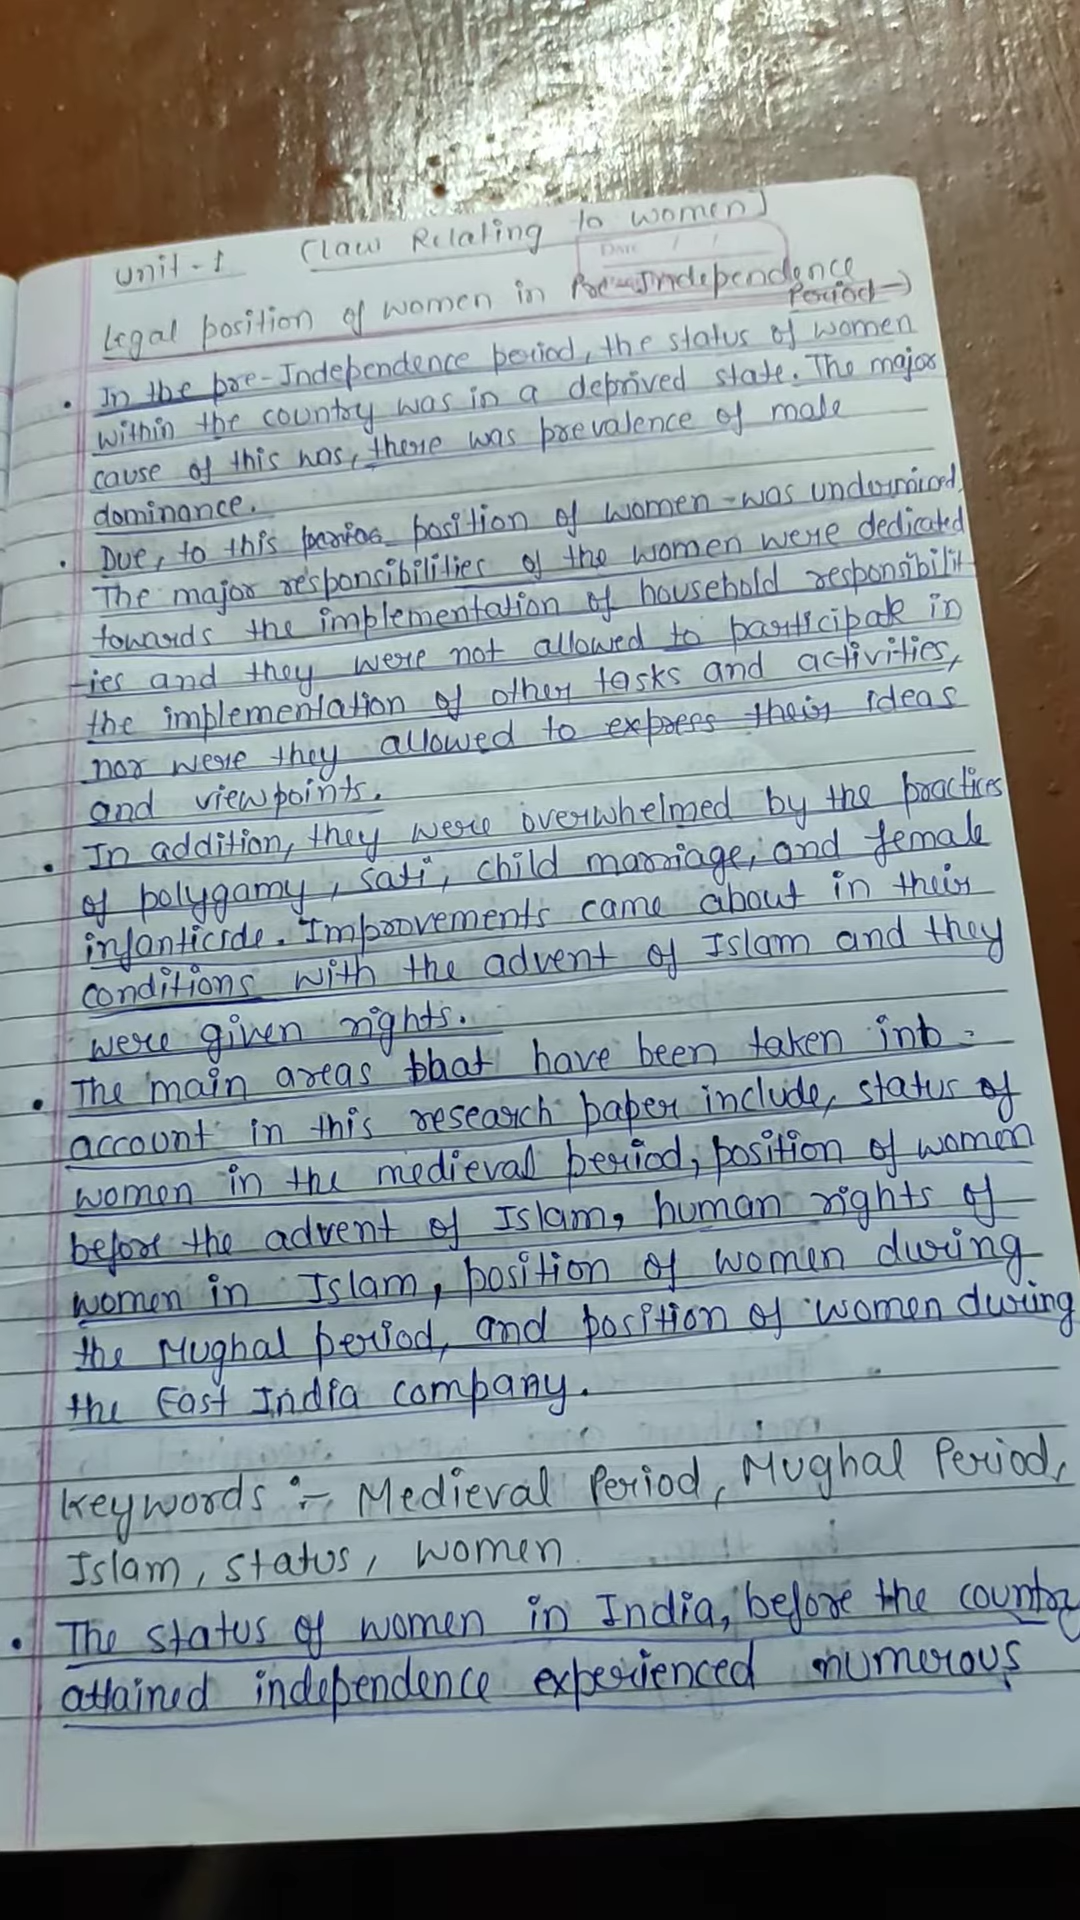 Unit-1 (Law Relating to women)
Date / /
Legal position of women in Pre-Independence
Period→)
• In the pre-Independence period, the status of women
within the country was in a deprived state. The major
cause of this was, there was prevalence of male
dominance.
• Due, to this position of women - was undermined.
The major responsibilities of the women were dedicated
towards the implementation of household responsibilit
-ies and they were not allowed to participate in
the implementation of other tasks and activities,
nor were they allowed to express their ideas
and viewpoints.
• In addition, they were overwhelmed by the practices
of polygamy, sati, child marriage, and female
infanticide. Improvements came about in their
conditions with the advent of Islam and they
were given rights.
• The main areas that have been taken into -
account in this research paper include, status of
women in the medieval period, position of women
before the advent of Islam, human rights of
women in Islam, position of women during
the Mughal period, and position of women during
the East India company.
Keywords :- Medieval Period, Mughal Period,
Islam, status, women.
• The status of women in India, before the country
attained independence experienced numerous